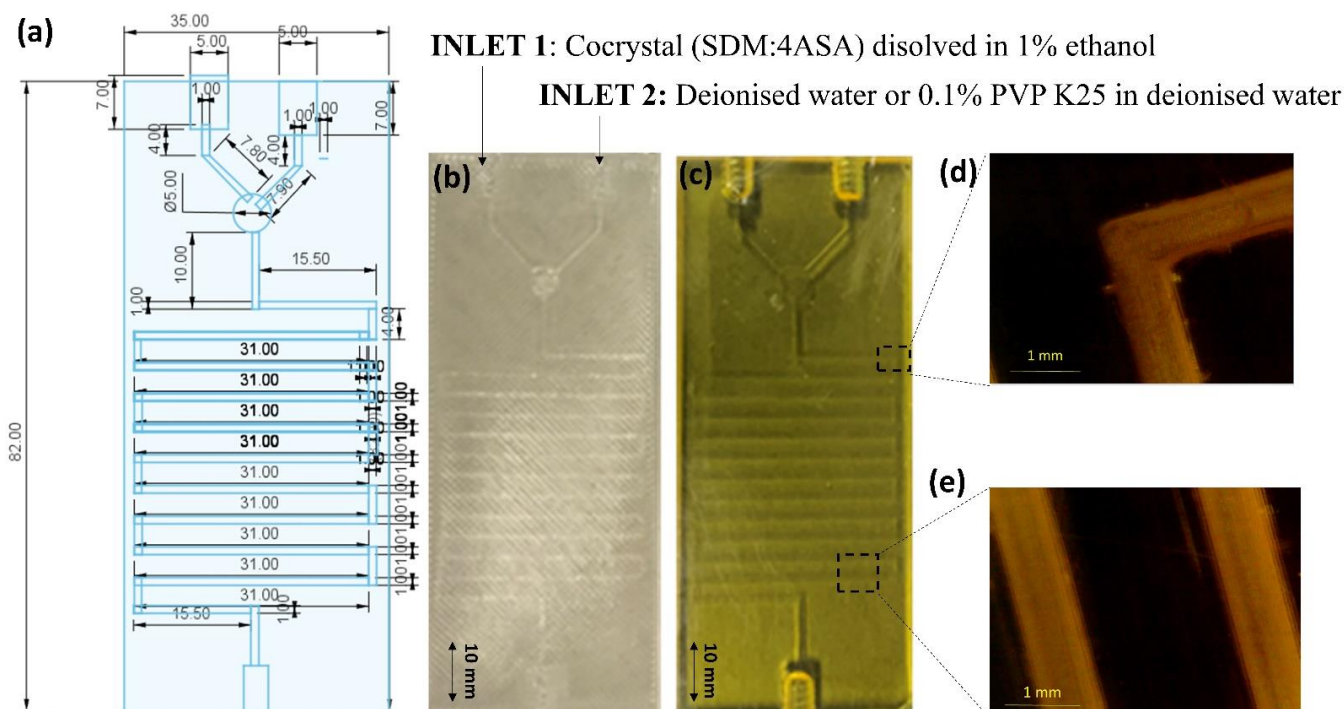 (a)
35.00
5.00
5.00
INLET 1: Cocrystal (SDM:4ASA) disolved in 1% ethanol
INLET 2: Deionised water or 0.1% PVP K25 in deionised water
7.00
1.00
1.00
1.00
7.00
4.00
7.80
4.00
Ø5.00
7.90
10.00
15.50
1.00
4.00
31.00
31.00
31.00
31.00
31.00
31.00
31.00
31.00
31.00
82.00
15.50
1.00
(b)
10 mm
(c)
10 mm
(d)
1 mm
(e)
1 mm